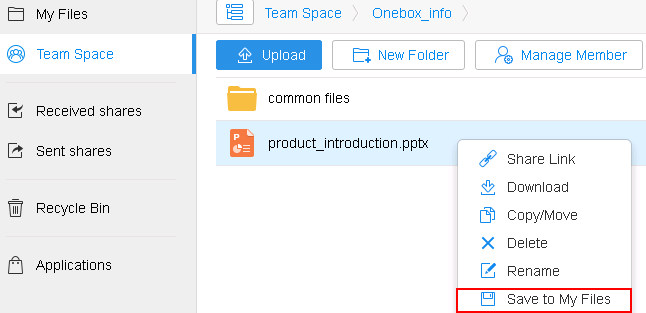 My Files
Team Space
Received shares
Sent shares
Recycle Bin
Applications
Team Space Onebox_info
Upload New Folder Manage Member
common files
P product_introduction.pptx
Share Link
Download
Copy/Move
Delete
Rename
Save to My Files